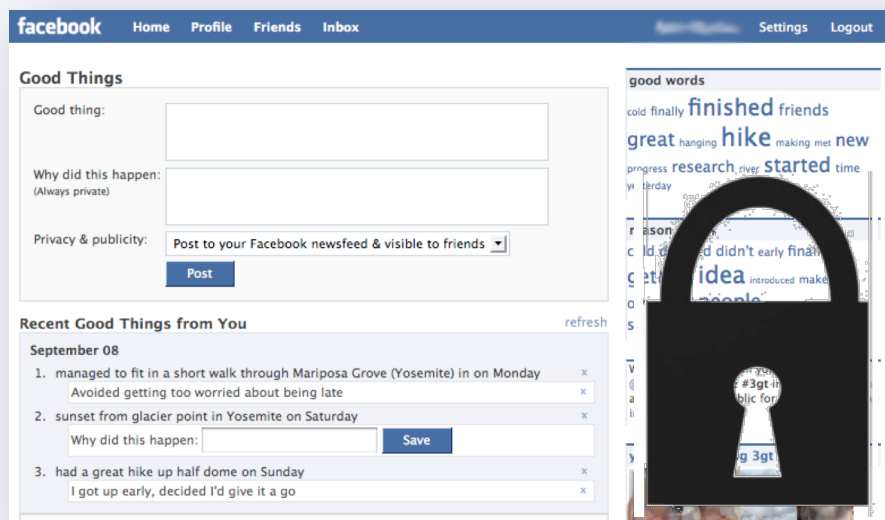 facebook Home Profile Friends Inbox Settings Logout
Good Things
Good thing:
Why did this happen:
(Always private)
Privacy & publicity: Post to your Facebook newsfeed & visible to friends
Post
Recent Good Things from You refresh
September 08
1. managed to fit in a short walk through Mariposa Grove (Yosemite) in on Monday x
Avoided getting too worried about being late x
2. sunset from glacier point in Yosemite on Saturday x
Why did this happen: Save
3. had a great hike up half dome on Sunday x
I got up early, decided I'd give it a go x
good words
cold finally finished friends
great hanging hike making met new
progress research river started time
yesterday
didn't early
idea introduced make
people
#3gt in
3gt